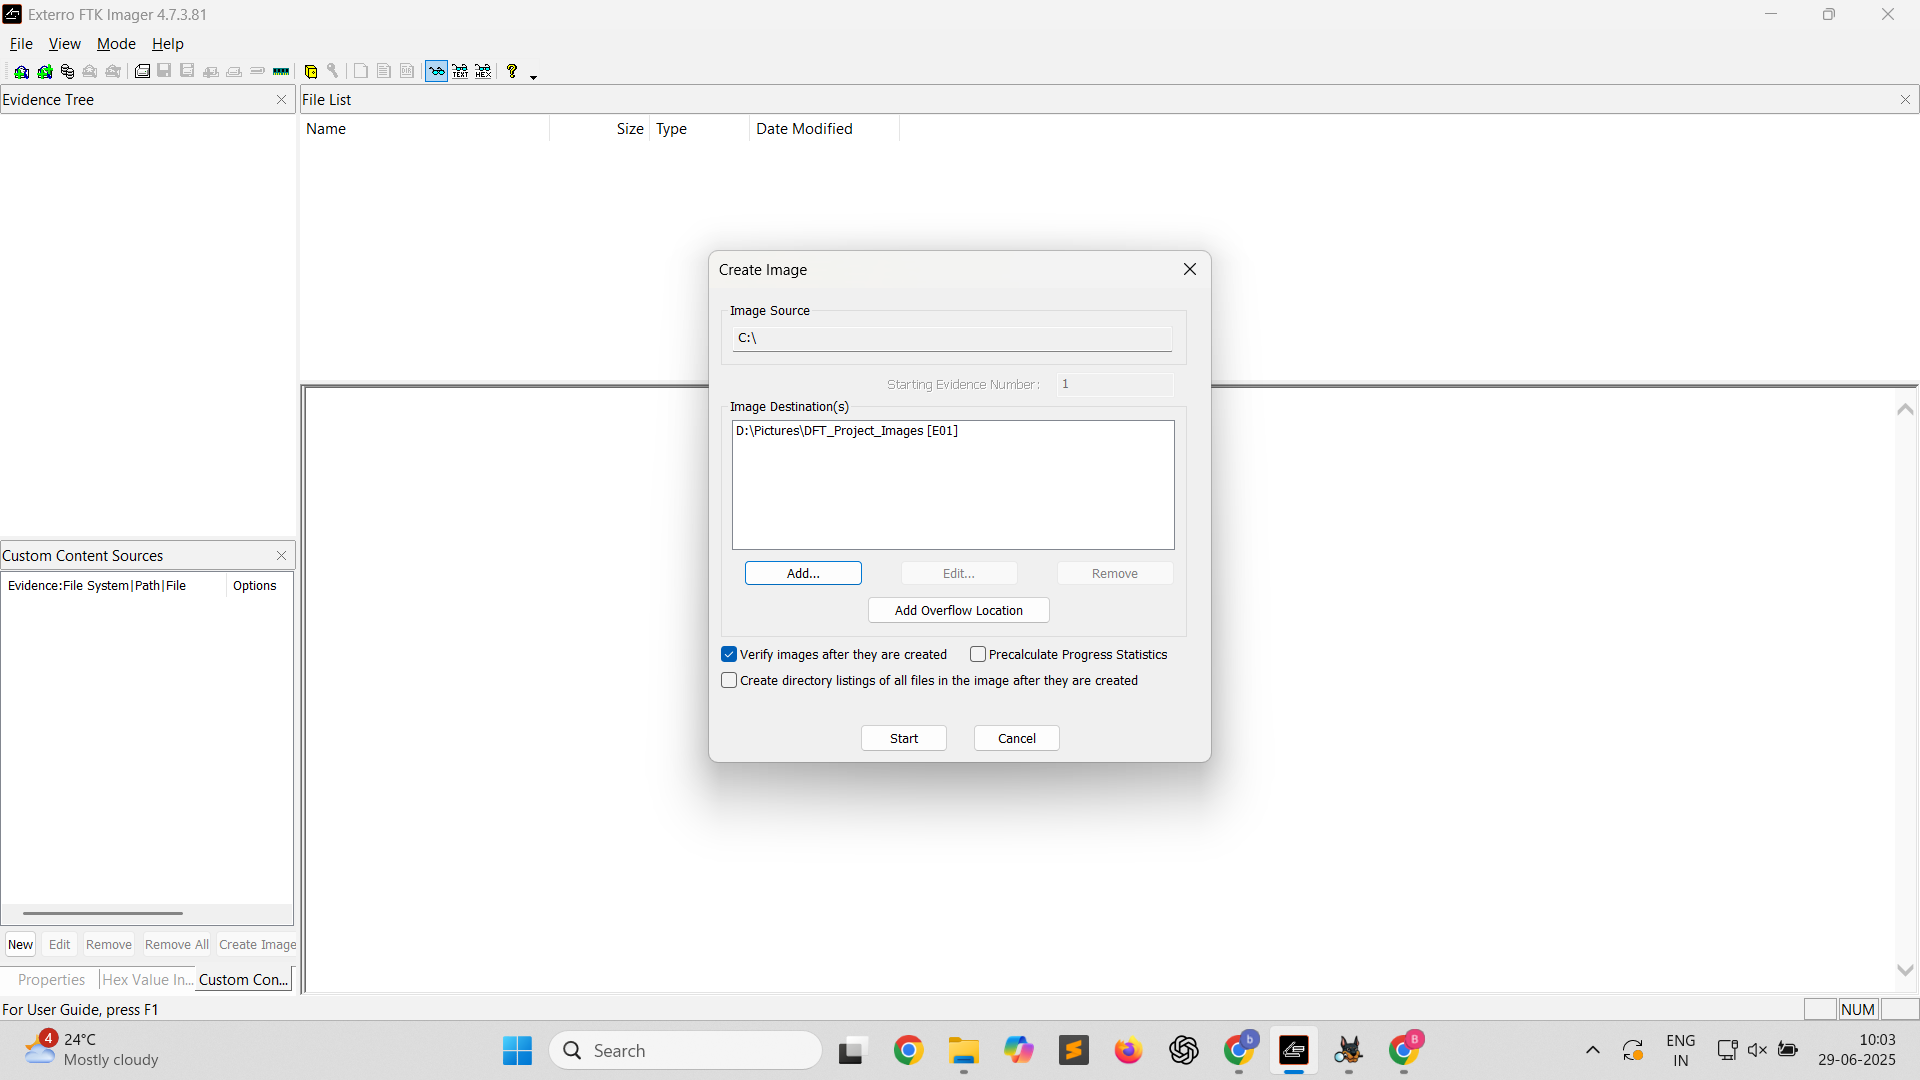 Exterro FTK Imager 4.7.3.81
File View Mode Help
TEXT HEX
Evidence Tree
File List
Name Size Type Date Modified
Create Image
Image Source
C:\
Starting Evidence Number: 1
Image Destination(s)
D:\Pictures\DFT_Project_Images [E01]
Add... Edit... Remove
Add Overflow Location
Verify images after they are created Precalculate Progress Statistics
Create directory listings of all files in the image after they are created
Start Cancel
Custom Content Sources
Evidence:File System|Path|File Options
New Edit Remove Remove All Create Image
Properties Hex Value In... Custom Con...
For User Guide, press F1
NUM
4
24°C
Mostly cloudy
Search
b
B
ENG
IN
10:03
29-06-2025